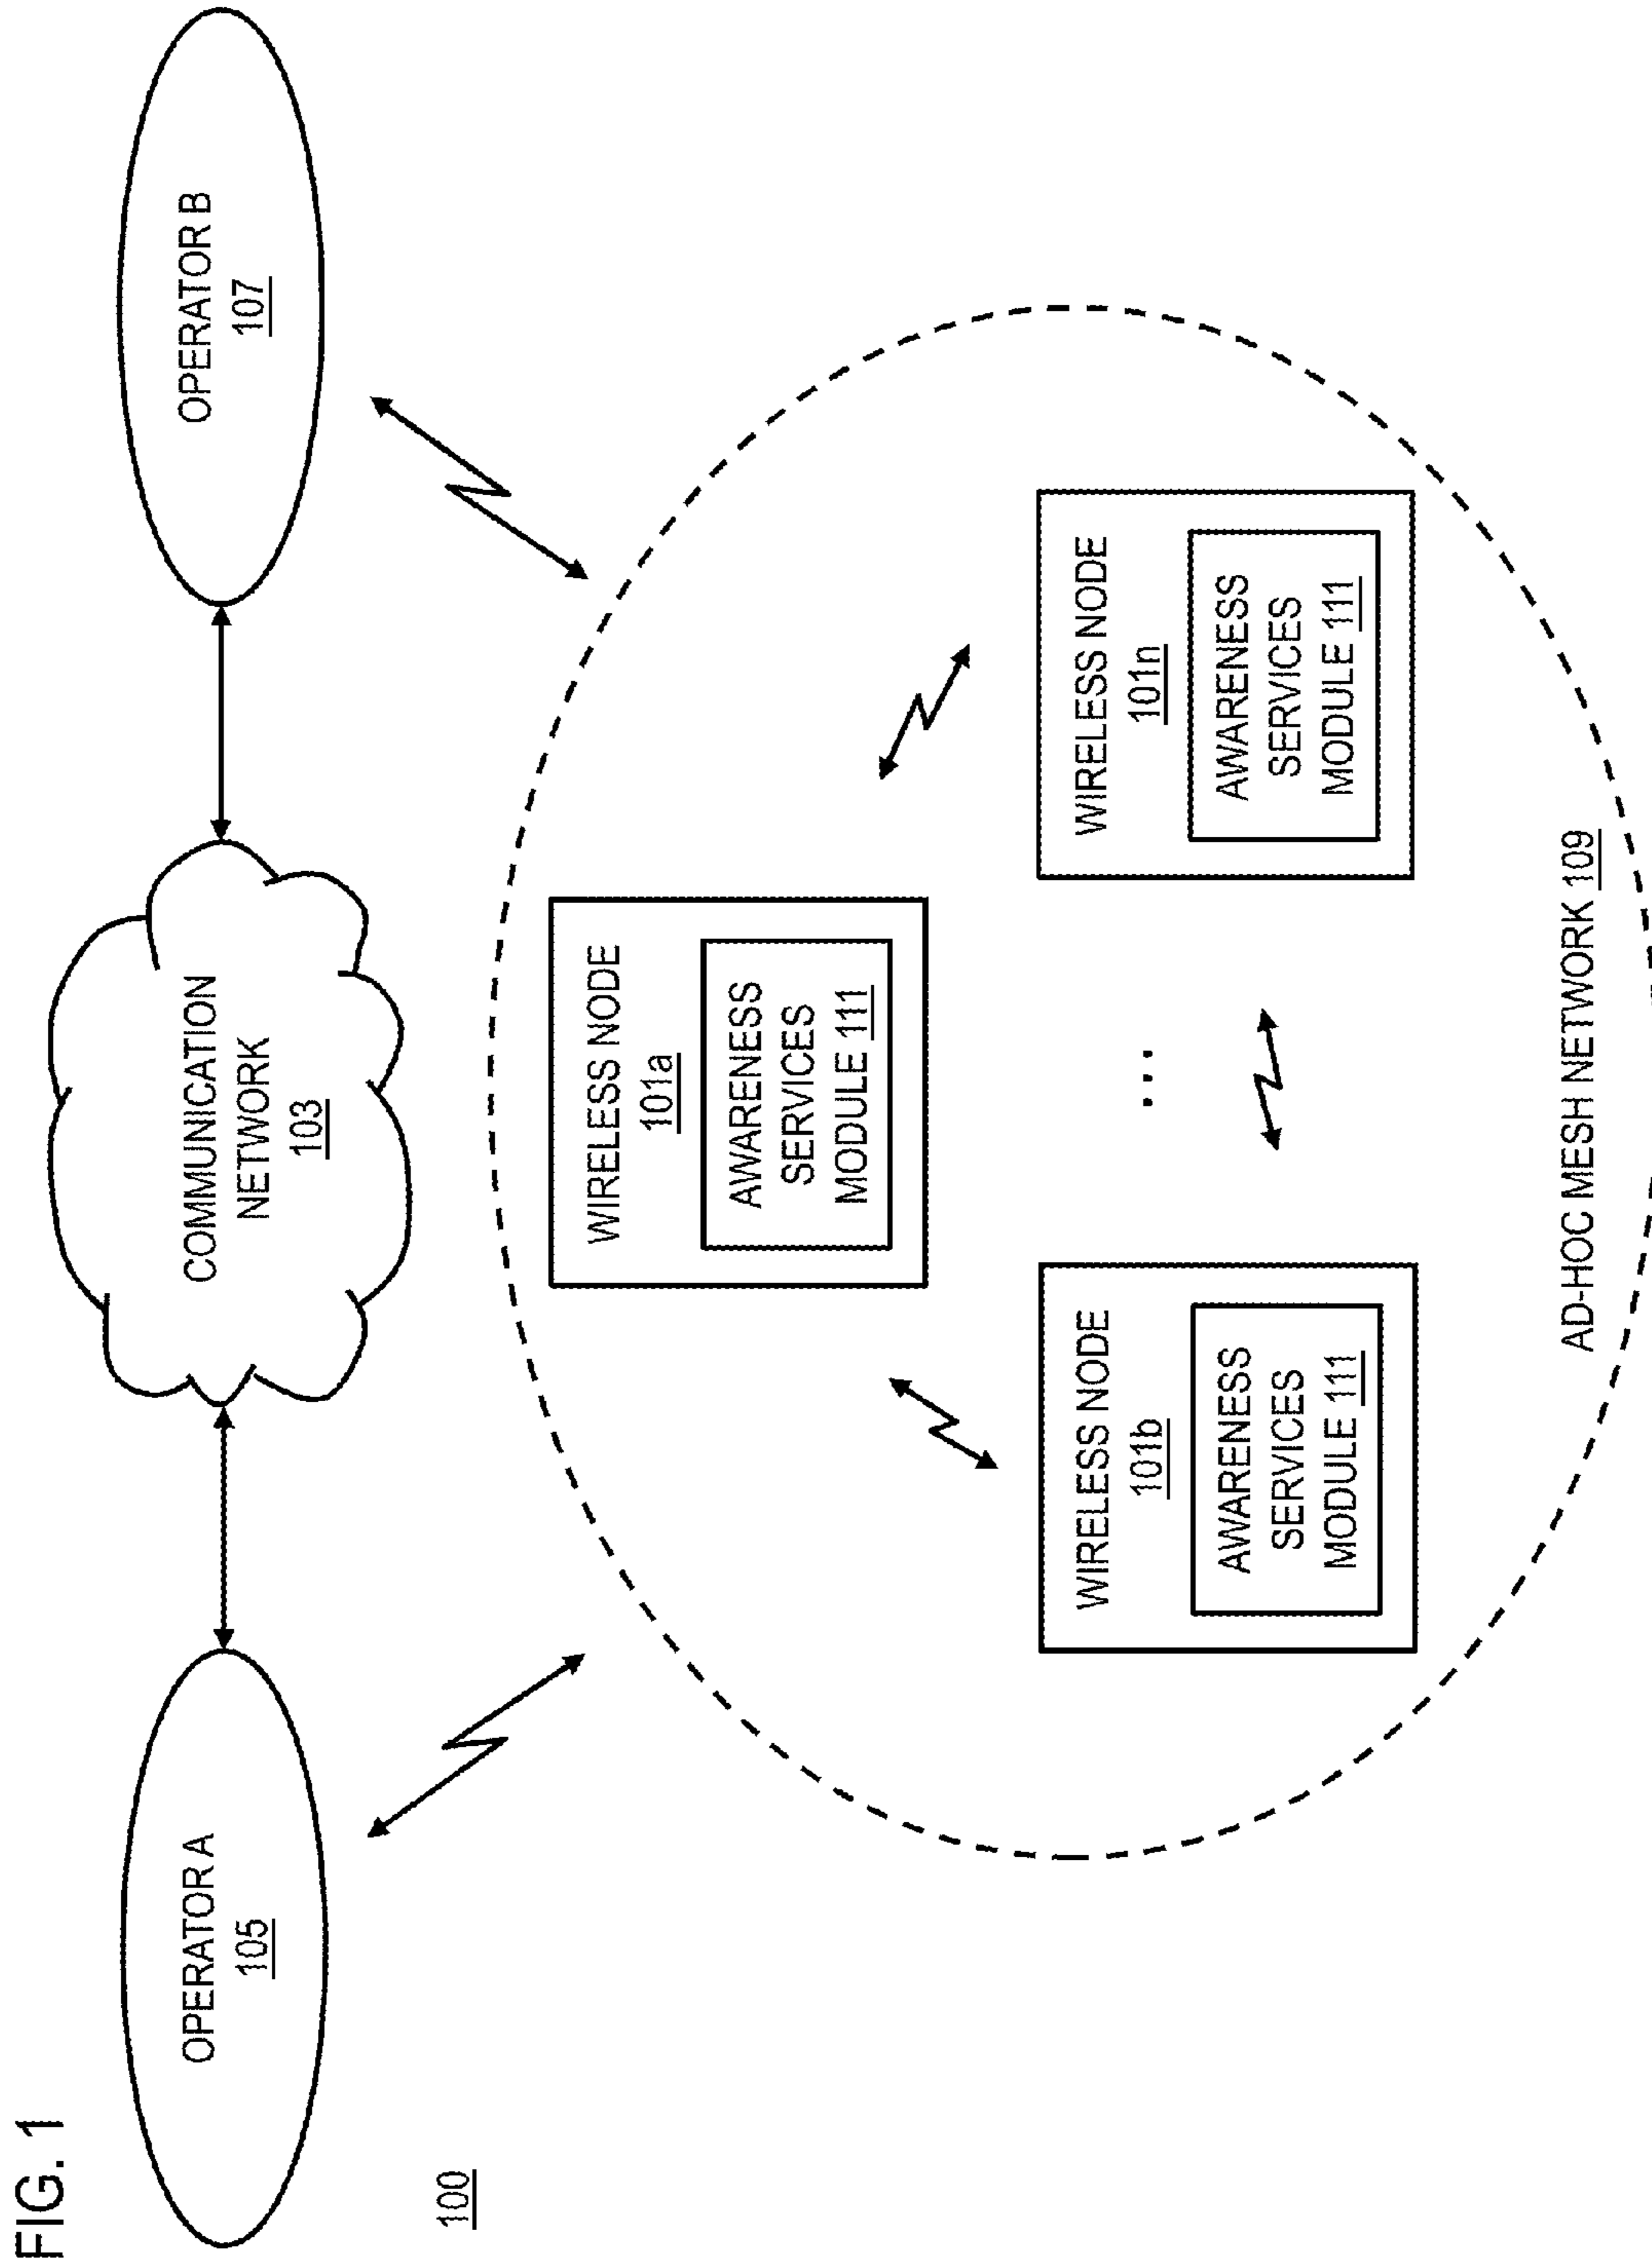 FIG. 1
OPERATOR A
105
COMMUNICATION
NETWORK
103
OPERATOR B
107
100
WIRELESS NODE
101a
AWARENESS
SERVICES
MODULE 111
...
WIRELESS NODE
101b
AWARENESS
SERVICES
MODULE 111
WIRELESS NODE
101n
AWARENESS
SERVICES
MODULE 111
AD-HOC MESH NETWORK 109